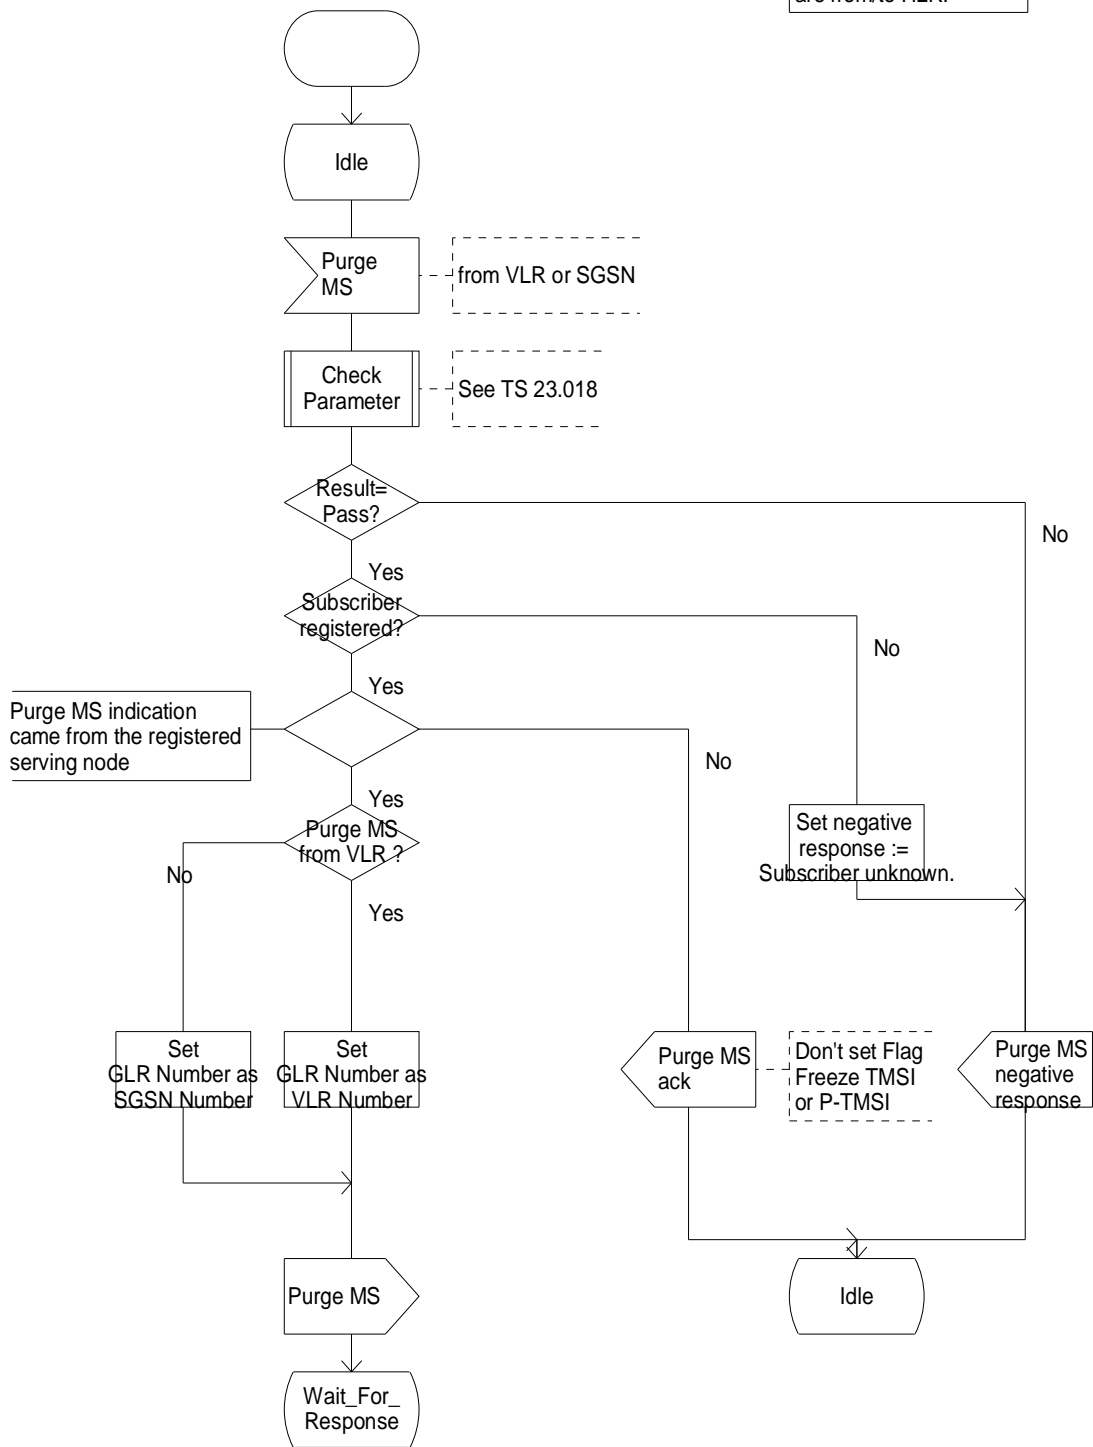 Idle
Purge
MS
from VLR or SGSN
Check
Parameter
See TS 23.018
Result=
Pass?
No
Yes
Subscriber
registered?
No
Yes
Purge MS indication
came from the registered
serving node
No
Yes
Purge MS
from VLR ?
Set negative
response :=
Subscriber unknown.
No
Yes
Set
GLR Number as
SGSN Number
Set
GLR Number as
VLR Number
Purge MS
ack
Don't set Flag
Freeze TMSI
or P-TMSI
Purge MS
negative
response
Purge MS
Idle
Wait_For_
Response